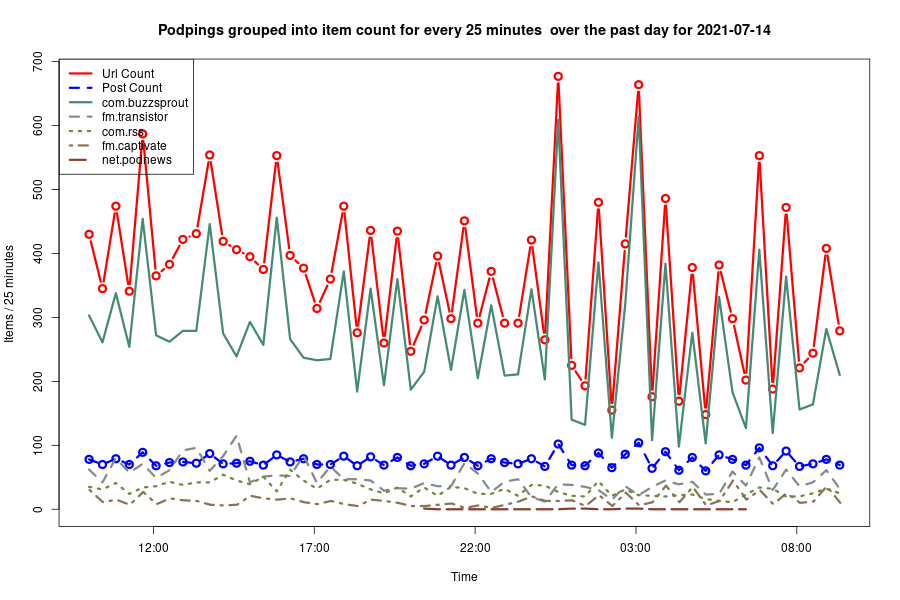 Podpings grouped into item count for every 25 minutes  over the past day for 2021-07-14
Items / 25 minutes
700
600
500
400
300
200
100
0
Url Count
Post Count
com.buzzsprout
fm.transistor
com.rss
fm.captivate
net.podnews
12:00
17:00
22:00
03:00
08:00
Time